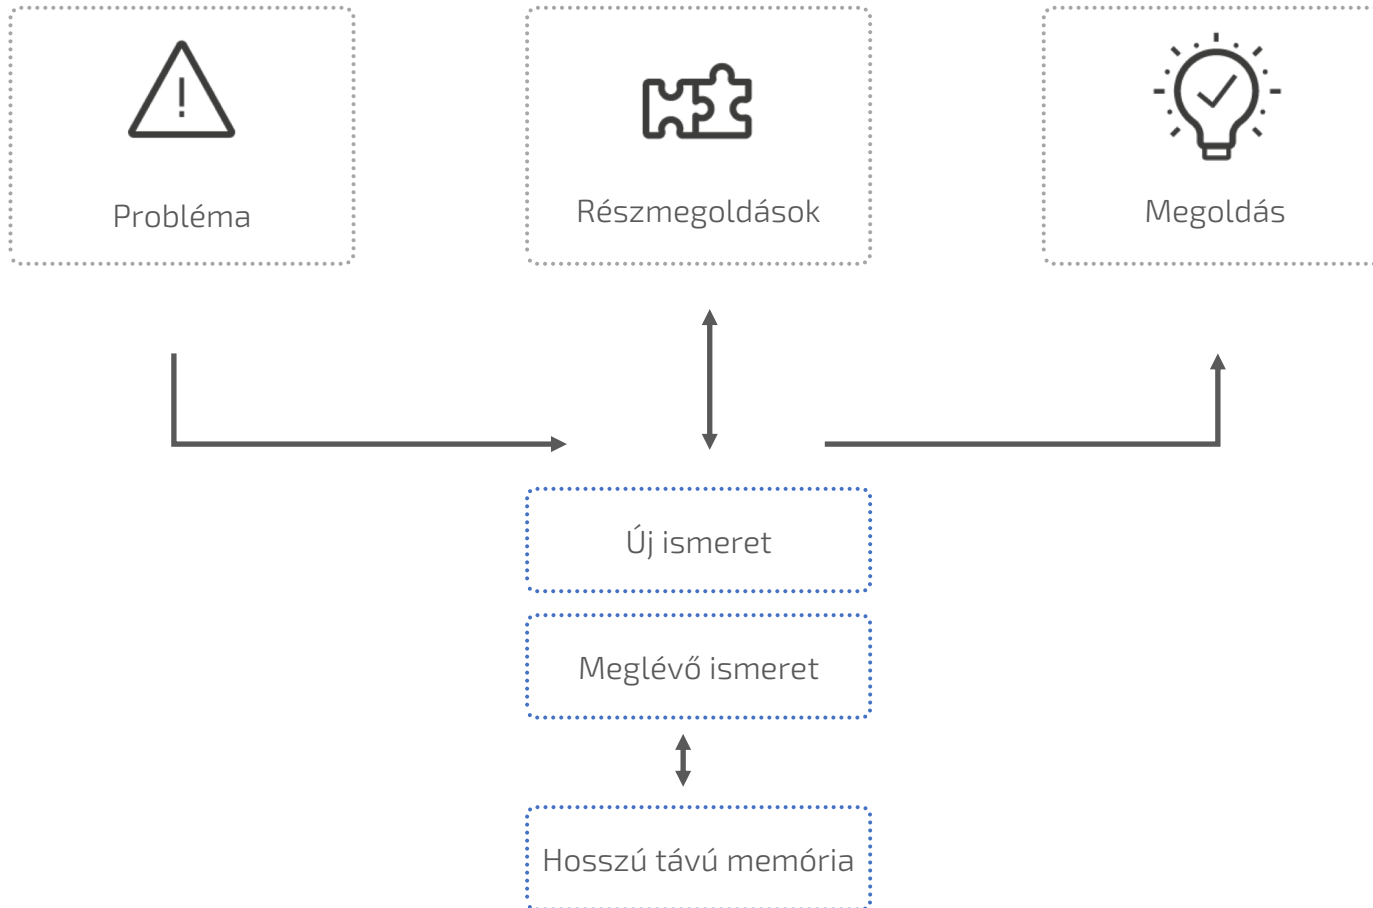 Probléma
Részmegoldások
Megoldás
Új ismeret
Meglévő ismeret
Hosszú távú memória